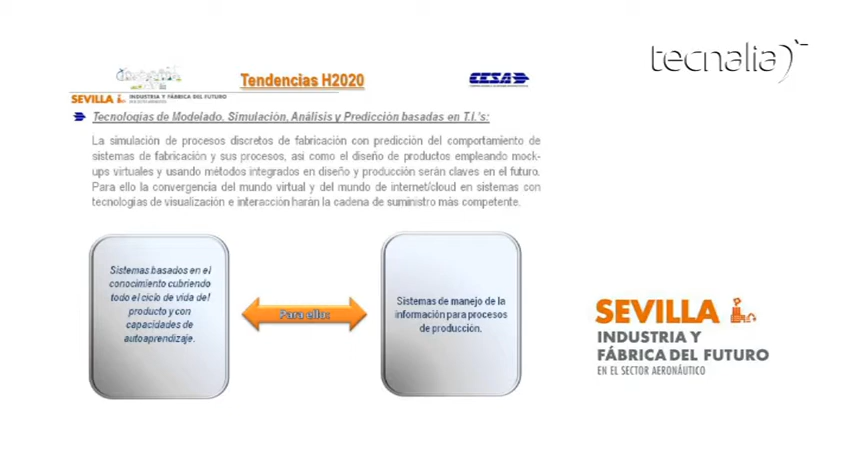 tecnalia
Tendencias H2020
CESA
SEVILLA INDUSTRIA Y FÁBRICA DEL FUTURO
EN EL SECTOR AERONÁUTICO
Tecnologías de Modelado, Simulación, Análisis y Predicción basadas en T.I.'s:
La simulación de procesos discretos de fabricación con predicción del comportamiento de
sistemas de fabricación y sus procesos, así como el diseño de productos empleando mock-
ups virtuales y usando métodos integrados en diseño y producción serán claves en el futuro.
Para ello la convergencia del mundo virtual y del mundo de internet/cloud en sistemas con
tecnologías de visualización e interacción harán la cadena de suministro más competente.
Sistemas basados en el
conocimiento cubriendo
todo el ciclo de vida del
producto y con
capacidades de
autoaprendizaje.
Para ello:
Sistemas de manejo de la
información para procesos
de producción.
SEVILLA
INDUSTRIA Y
FÁBRICA DEL FUTURO
EN EL SECTOR AERONÁUTICO